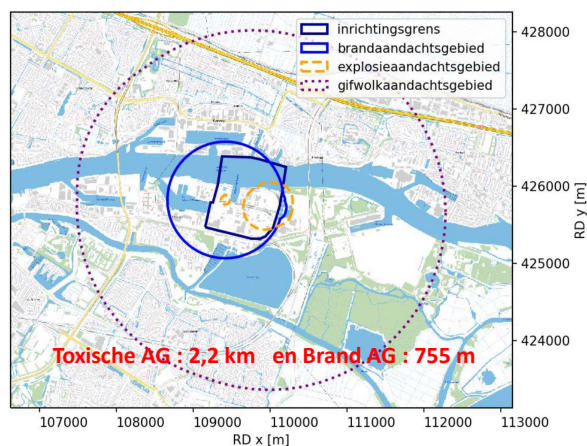 inrichtingsgrens
brandaandachtsgebied
explosieaandachtsgebied
gifwolkaandachtsgebied
428000
427000
426000
425000
424000
RD y [m]
Toxische AG : 2,2 km en Brand AG : 755 m
107000 108000 109000 110000 111000 112000 113000
RD x [m]